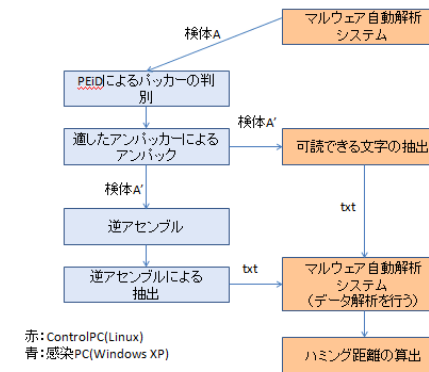 マルウェア自動解析
システム
検体A
PEiDによるパッカーの判
別
検体A'
適したアンパッカーによる
アンパック
可読できる文字の抽出
検体A'
txt
逆アセンブル
逆アセンブルによる
抽出
txt
マルウェア自動解析
システム
(データ解析を行う)
赤：ControlPC(Linux)
青：感染PC(Windows XP)
ハミング距離の算出